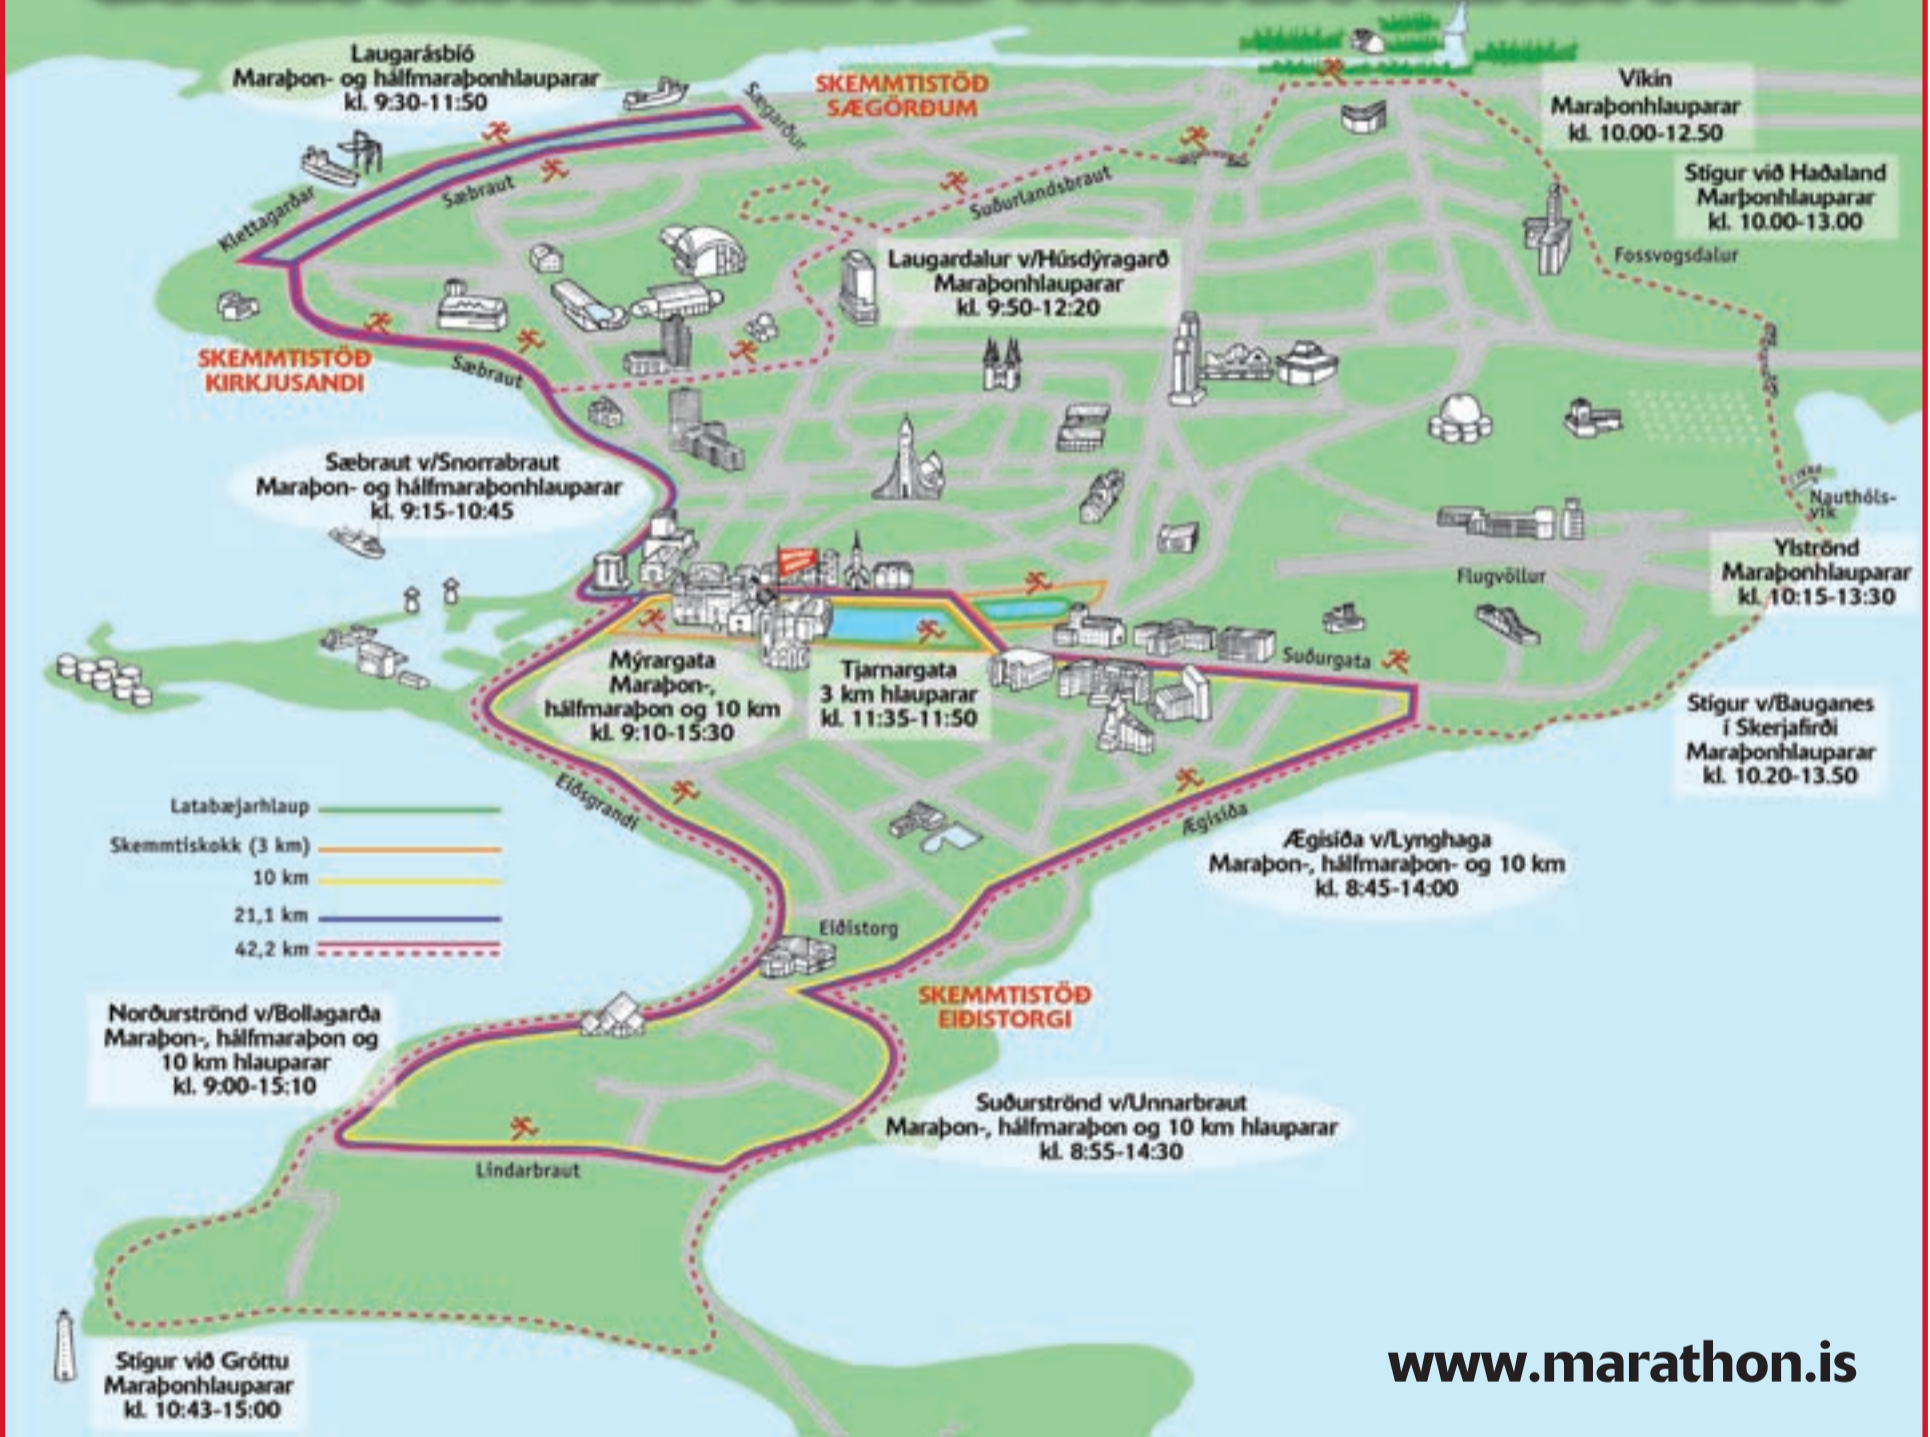 Laugarásbíó
Maraþon- og hálfmaraþonhlauparar
kl. 9:30-11:50
SKEMMTISTÖÐ
SÆGÖRÐUM
Sægarður
Víkin
Maraþonhlauparar
kl. 10.00-12.50
Stígur við Haðaland
Marþonhlauparar
kl. 10.00-13.00
Klettagarðar
Sæbraut
Suðurlandsbraut
Fossvogsdalur
Laugardalur v/Húsdýragarð
Maraþonhlauparar
kl. 9:50-12:20
SKEMMTISTÖÐ
KIRKJUSANDI
Sæbraut
Sæbraut v/Snorrabraut
Maraþon- og hálfmaraþonhlauparar
kl. 9:15-10:45
Nauthóls-
vík
Ylströnd
Maraþonhlauparar
kl. 10:15-13:30
Flugvöllur
Suðurgata
Mýrargata
Maraþon-,
hálfmaraþon og 10 km
kl. 9:10-15:30
Tjarnargata
3 km hlauparar
kl. 11:35-11:50
Stígur v/Bauganes
í Skerjafirði
Maraþonhlauparar
kl. 10.20-13.50
Eiðsgrandi
Ægisíða
Latabæjarhlaup
Skemmtiskokk (3 km)
10 km
21,1 km
42,2 km
Ægisíða v/Lynghaga
Maraþon-, hálfmaraþon- og 10 km
kl. 8:45-14:00
Eiðistorg
SKEMMTISTÖÐ
EIÐISTORGI
Norðurströnd v/Bollagarða
Maraþon-, hálfmaraþon og
10 km hlauparar
kl. 9:00-15:10
Suðurströnd v/Unnarbraut
Maraþon-, hálfmaraþon og 10 km hlauparar
kl. 8:55-14:30
Lindarbraut
Stígur við Gróttu
Maraþonhlauparar
kl. 10:43-15:00
www.marathon.is